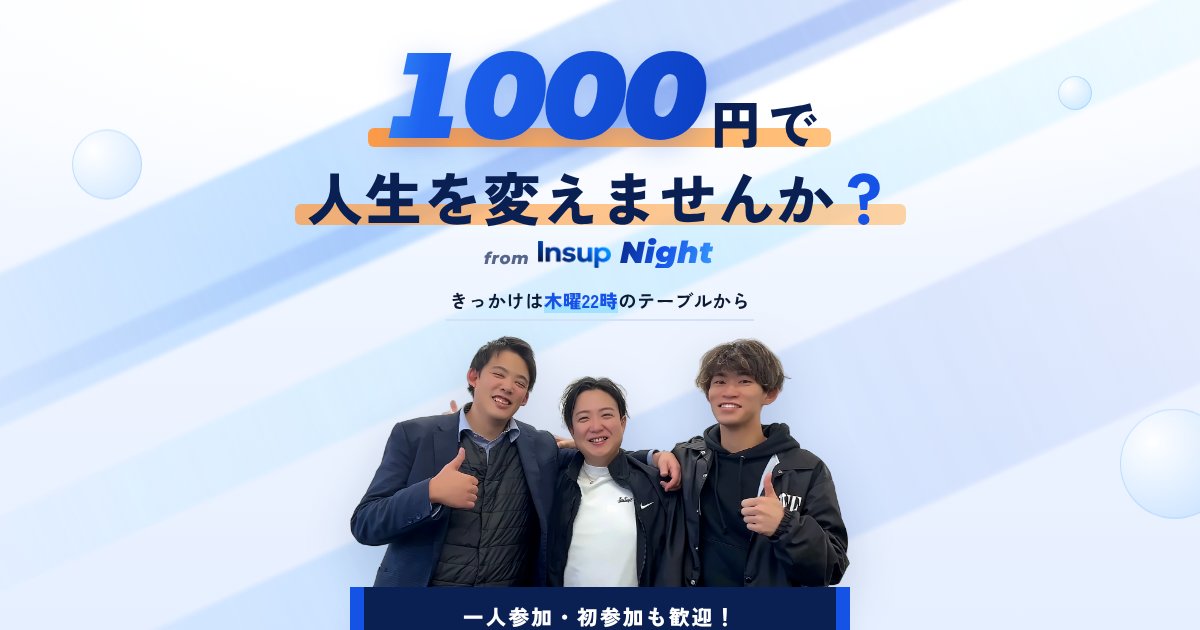 1000円で
人生を変えませんか？
from Insup Night
きっかけは木曜22時のテーブルから
一人参加・初参加も歓迎！